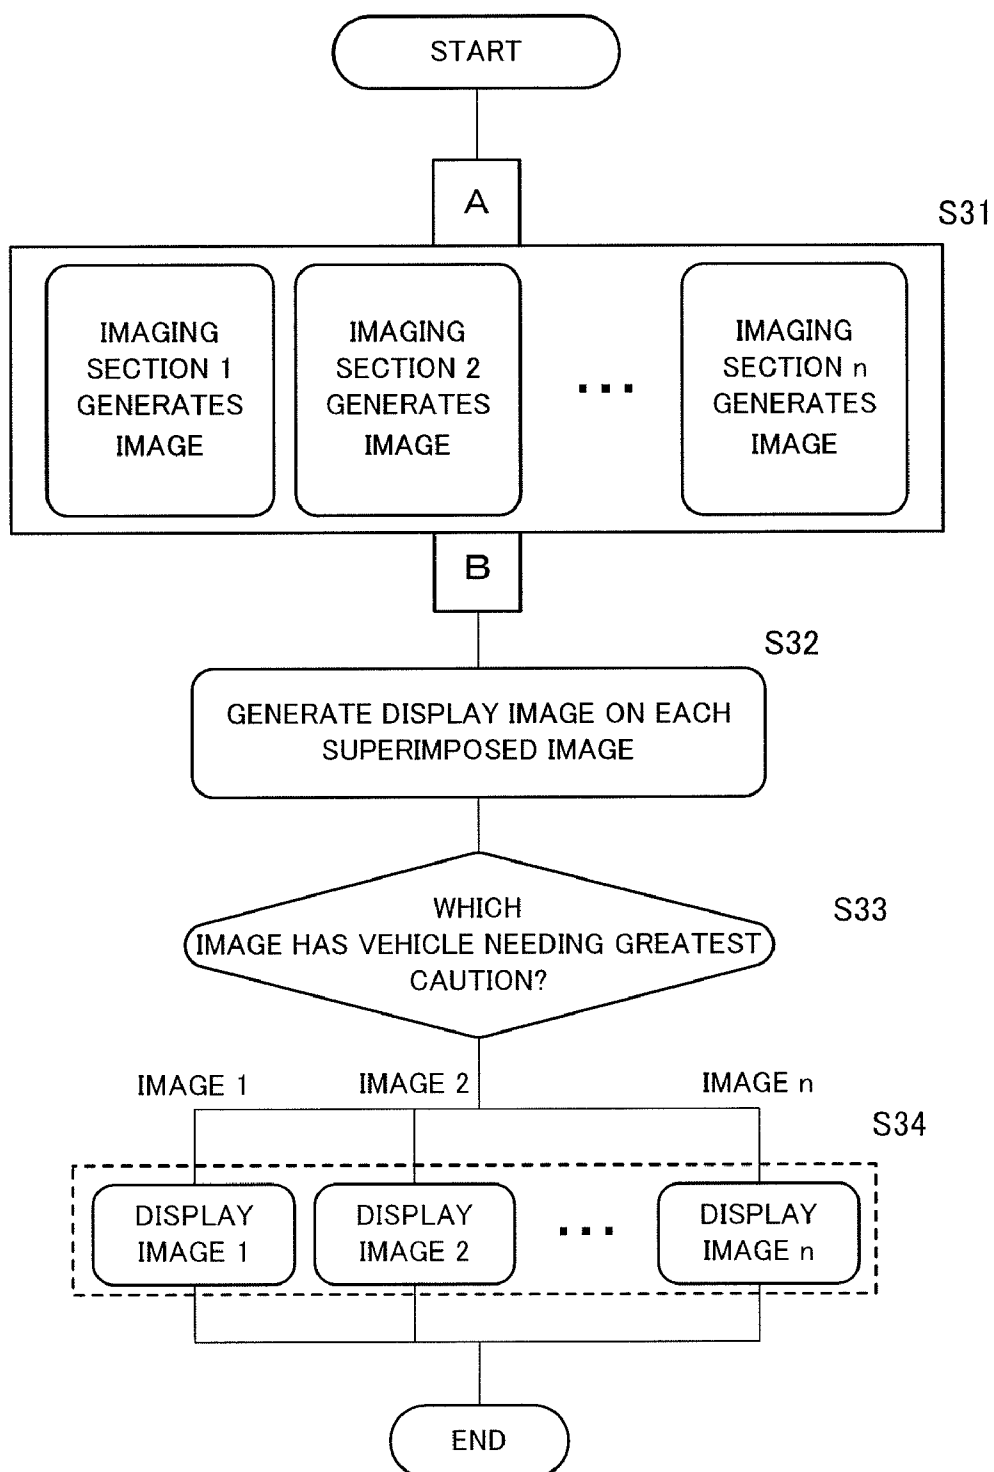 START
A
S31
IMAGING
SECTION 1
GENERATES
IMAGE
IMAGING
SECTION 2
GENERATES
IMAGE
...
IMAGING
SECTION n
GENERATES
IMAGE
B
S32
GENERATE DISPLAY IMAGE ON EACH
SUPERIMPOSED IMAGE
S33
WHICH
IMAGE HAS VEHICLE NEEDING GREATEST
CAUTION?
IMAGE 1
IMAGE 2
IMAGE n
S34
DISPLAY
IMAGE 1
DISPLAY
IMAGE 2
...
DISPLAY
IMAGE n
END